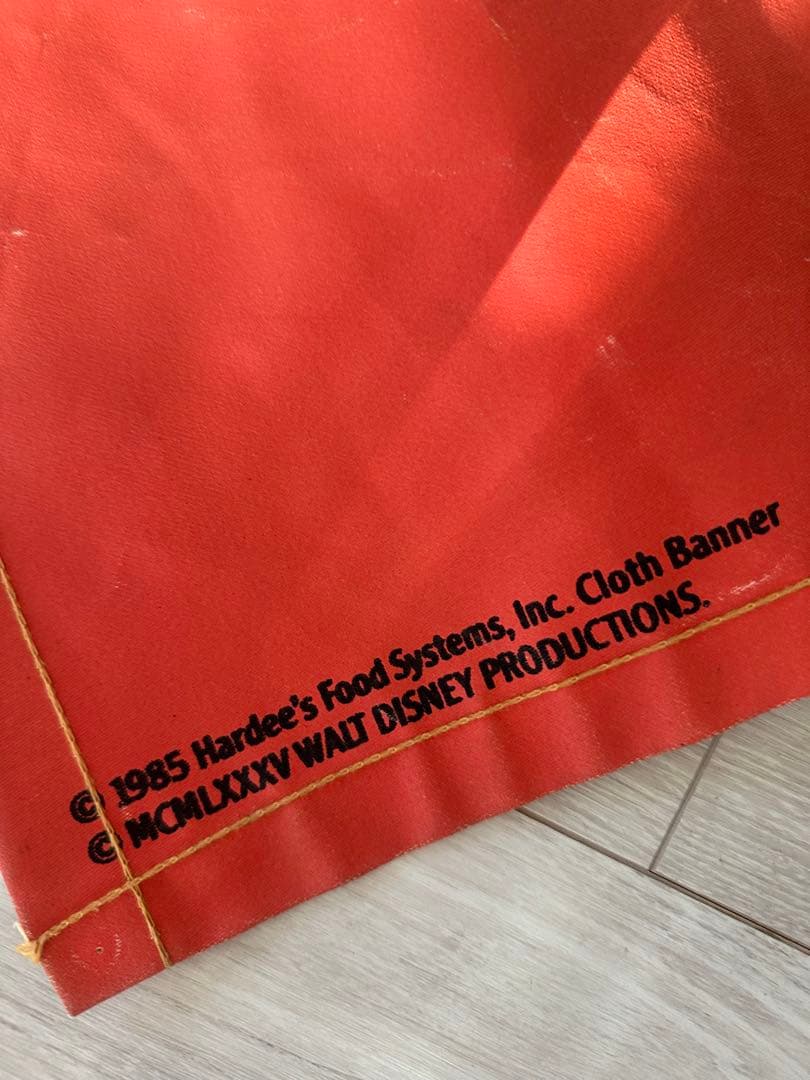 © 1985 Hardee's Food Systems, Inc. Cloth Banner
© MCMLXXXV WALT DISNEY PRODUCTIONS.